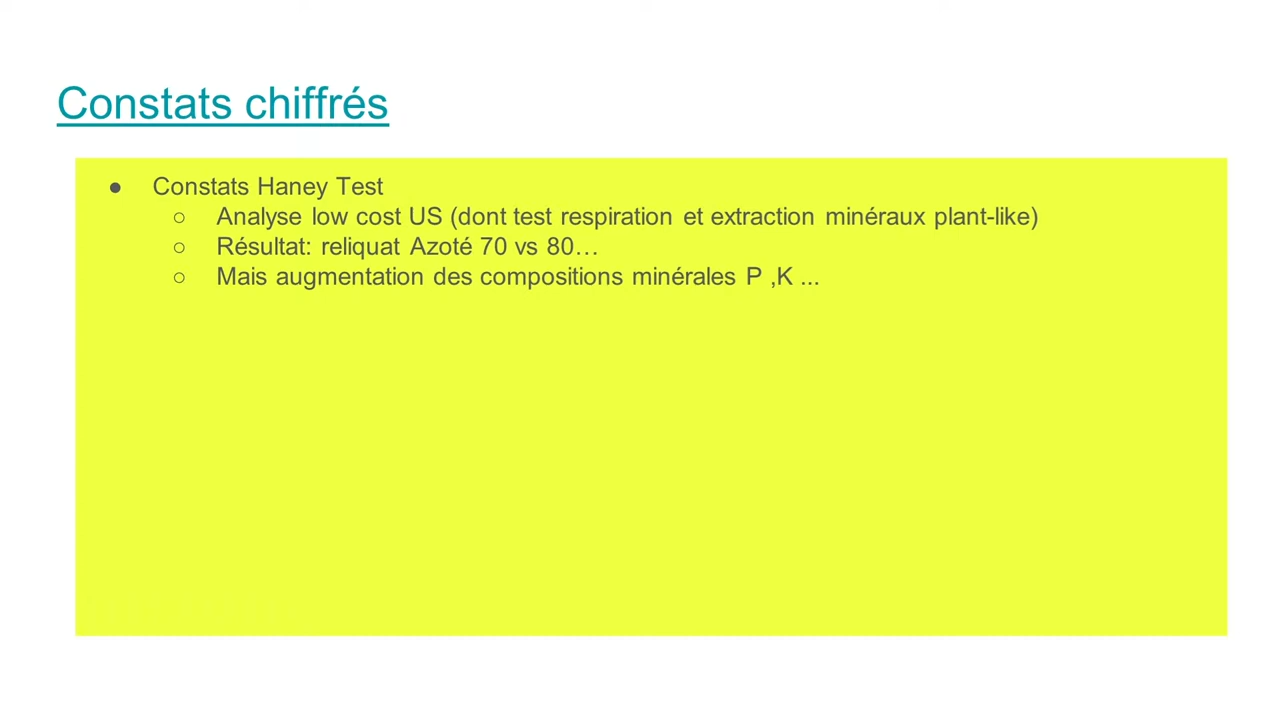 Constats chiffrés
● Constats Haney Test
○ Analyse low cost US (dont test respiration et extraction minéraux plant-like)
○ Résultat: reliquat Azoté 70 vs 80…
○ Mais augmentation des compositions minérales P ,K ...